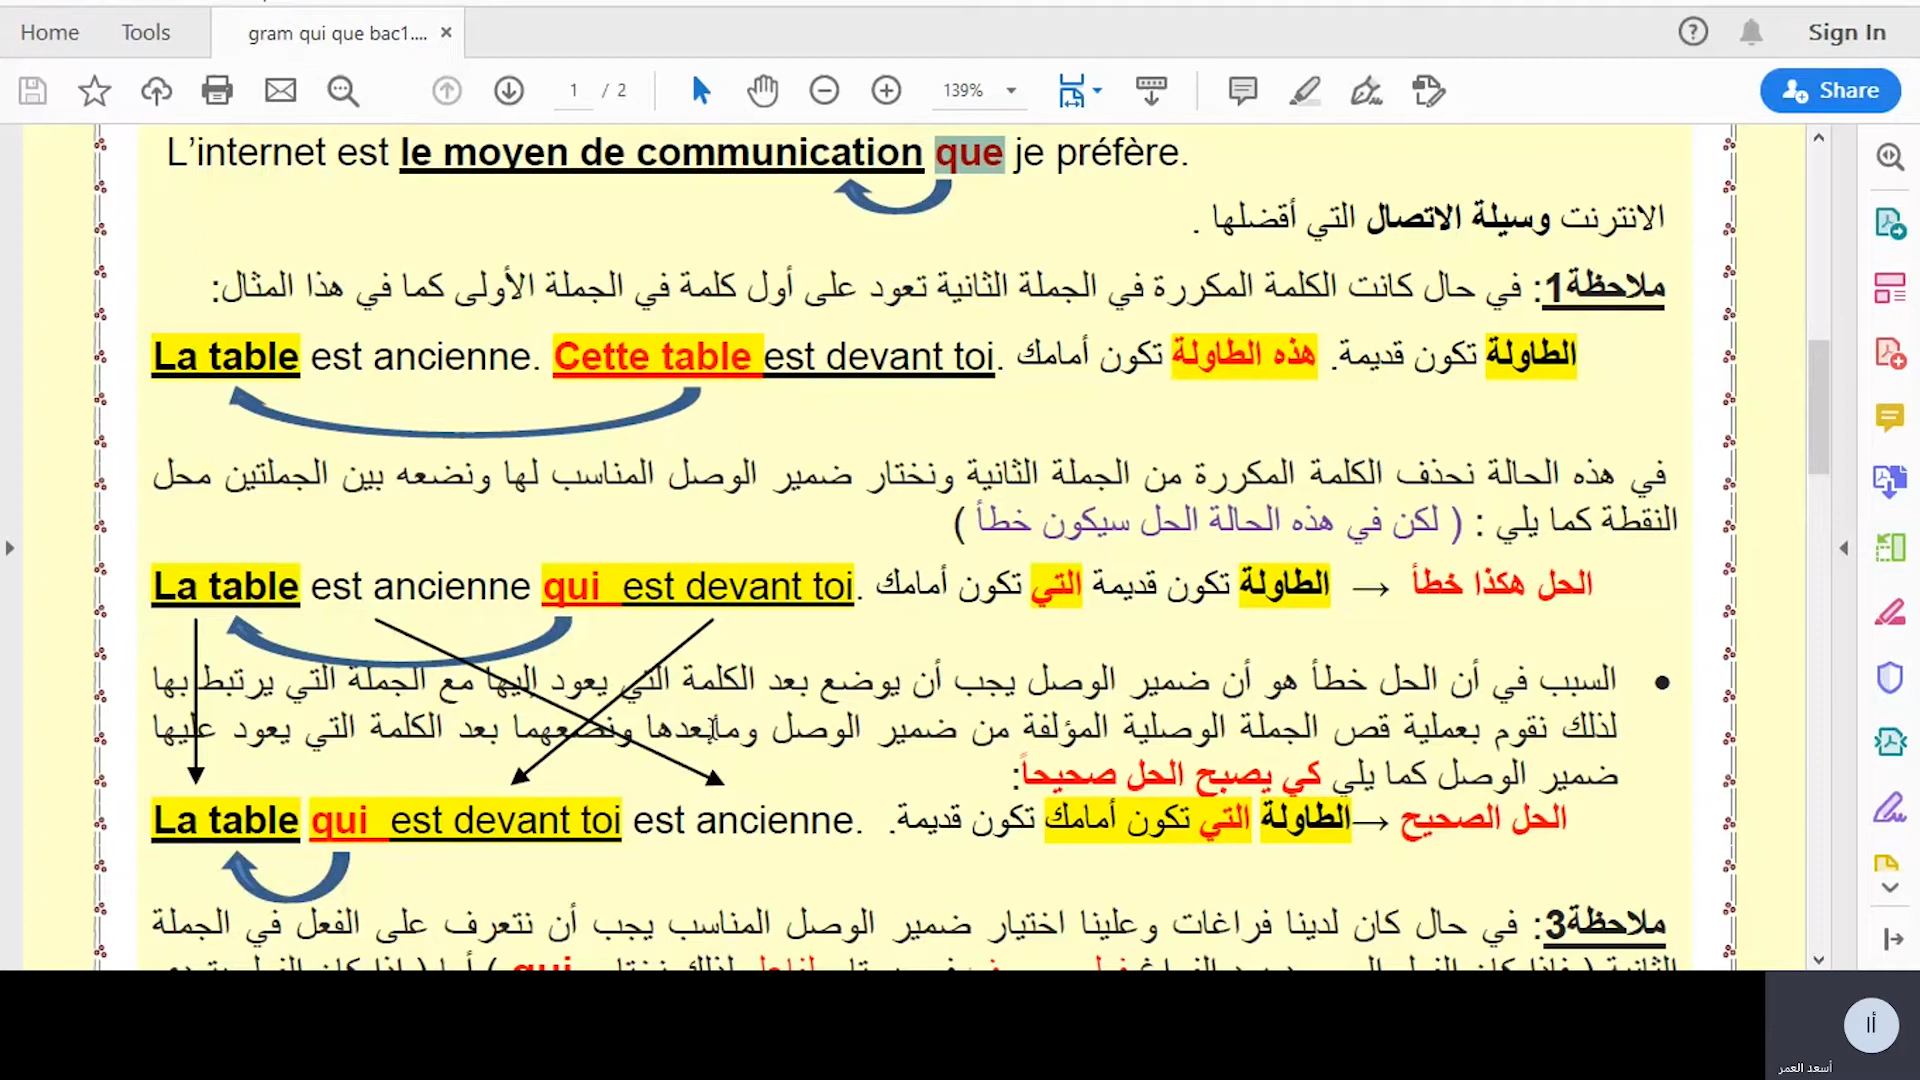 Home
Tools
gram qui que bac1....
Sign In
1 / 2
139%
Share
L’internet est le moyen de communication que je préfère.
الانترنت وسيلة الاتصال التي أقضلها .
ملاحظة1: في حال كانت الكلمة المكررة في الجملة الثانية تعود على أول كلمة في الجملة الأولى كما في هذا المثال:
La table est ancienne. Cette table est devant toi. الطاولة تكون قديمة. هذه الطاولة تكون أمامك
في هذه الحالة نحذف الكلمة المكررة من الجملة الثانية ونختار ضمير الوصل المناسب لها ونضعه بين الجملتين محل
النقطة كما يلي : ( لكن في هذه الحالة الحل سيكون خطأ )
La table est ancienne qui est devant toi. الحل هكذا خطأ → الطاولة تكون قديمة التي تكون أمامك
• السبب في أن الحل خطأ هو أن ضمير الوصل يجب أن يوضع بعد الكلمة التي يعود إليها مع الجملة التي يرتبط بها
لذلك نقوم بعملية قص الجملة الوصلية المؤلفة من ضمير الوصل ومابعدها ونضعهما بعد الكلمة التي يعود عليها
ضمير الوصل كما يلي كي يصبح الحل صحيحاً:
La table qui est devant toi est ancienne. الحل الصحيح → الطاولة التي تكون أمامك تكون قديمة.
ملاحظة3: في حال كان لدينا فراغات وعلينا اختيار ضمير الوصل المناسب يجب أن نتعرف على الفعل في الجملة
أسعد العمر